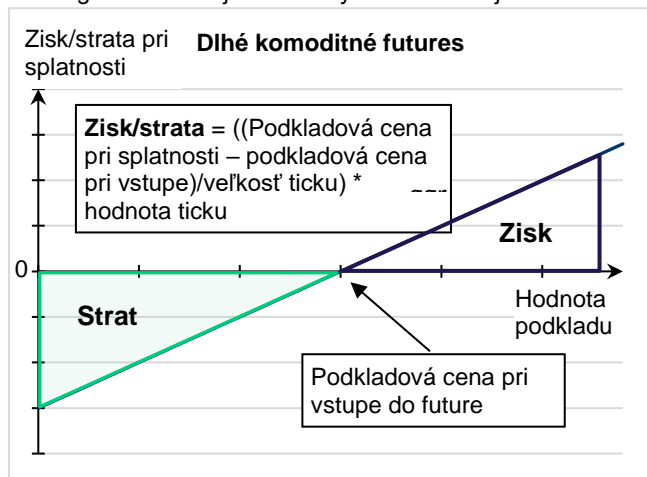 Zisk/strata pri
splatnosti
Dlhé komoditné futures
Zisk/strata = ((Podkladová cena
pri splatnosti – podkladová cena
pri vstupe)/veľkosť ticku) *
hodnota ticku
Zisk
0
Strat
Hodnota
podkladu
Podkladová cena pri
vstupe do future